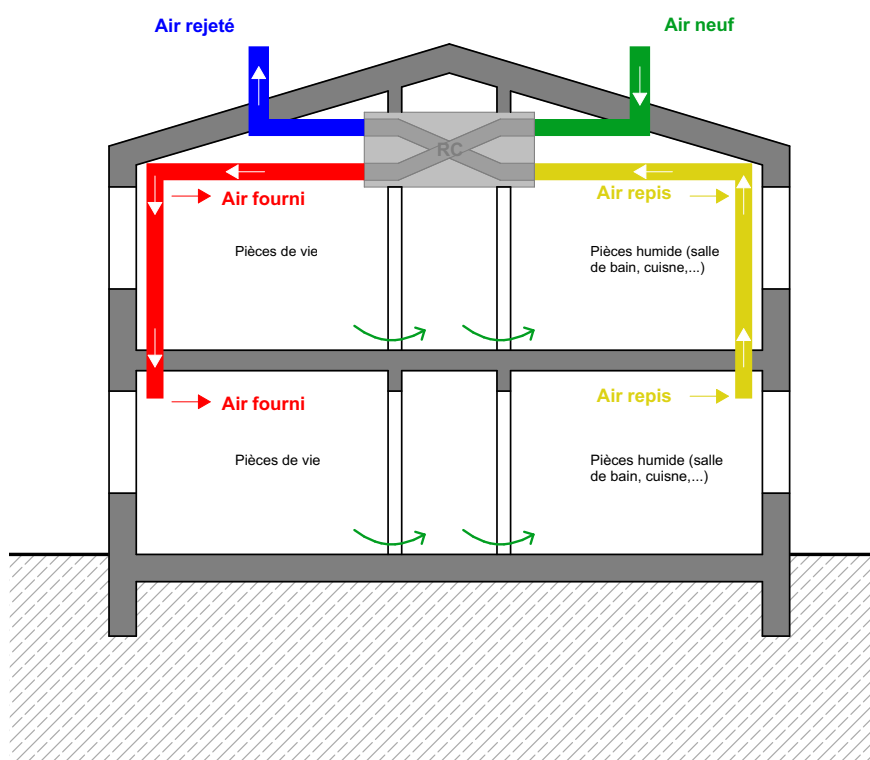 Air rejeté
Air neuf
RC
Air fourni
Air repis
Pièces de vie
Pièces humide (salle
de bain, cuisne,...)
Air fourni
Air repis
Pièces de vie
Pièces humide (salle
de bain, cuisne,...)